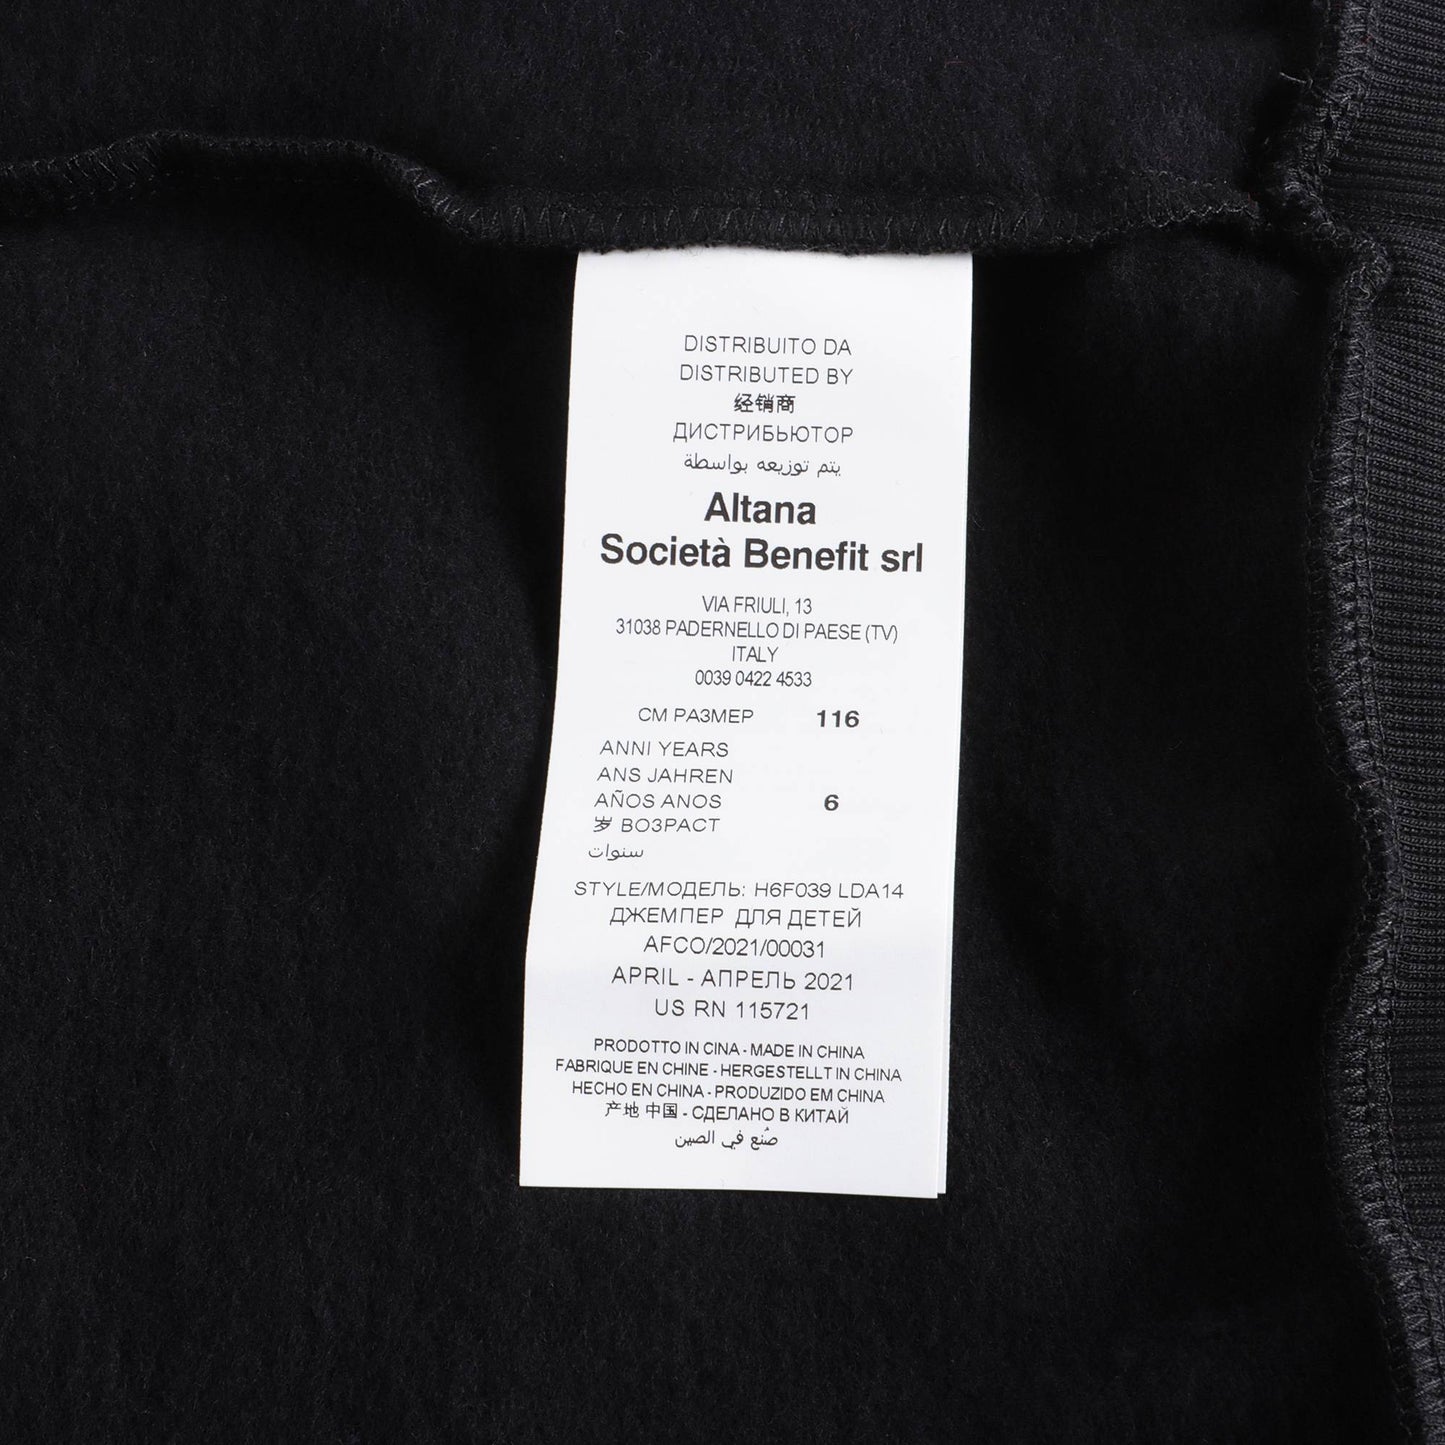 DISTRIBUITO DA
DISTRIBUTED BY
经销商
ДИСТРИБЬЮТОР
يتم توزيعه بواسطة
Altana
Società Benefit srl
VIA FRIULI, 13
31038 PADERNELLO DI PAESE (TV)
ITALY
0039 0422 4533
CM РАЗМЕР 116
ANNI YEARS
ANS JAHREN
AÑOS ANOS 6
岁 ВОЗРАСТ
سنوات
STYLE/МОДЕЛЬ: H6F039 LDA14
ДЖЕМПЕР ДЛЯ ДЕТЕЙ
AFCO/2021/00031
APRIL - АПРЕЛЬ 2021
US RN 115721
PRODOTTO IN CINA - MADE IN CHINA
FABRIQUE EN CHINE - HERGESTELLT IN CHINA
HECHO EN CHINA - PRODUZIDO EM CHINA
产地 中国 - СДЕЛАНО В КИТАЙ
صُنع في الصين